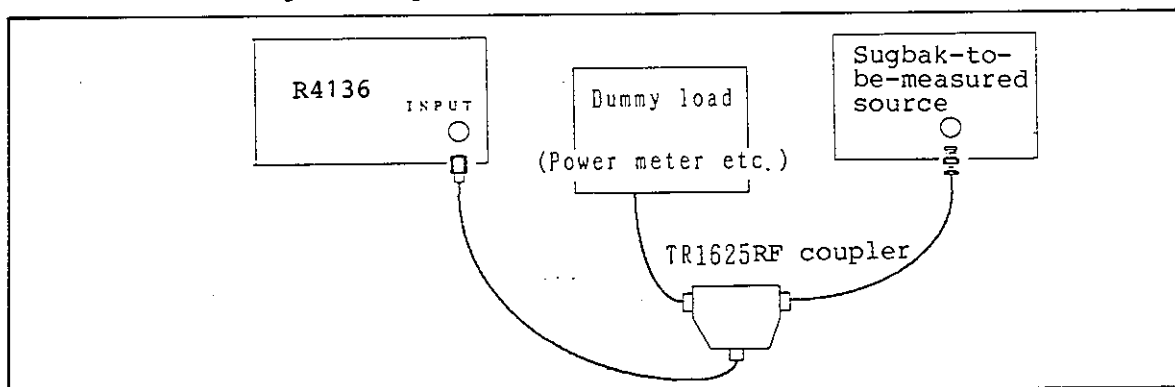 R4136
INPUT
Dummy load
(Power meter etc.)
Sugbak-to-
be-measured
source
TR1625RF coupler